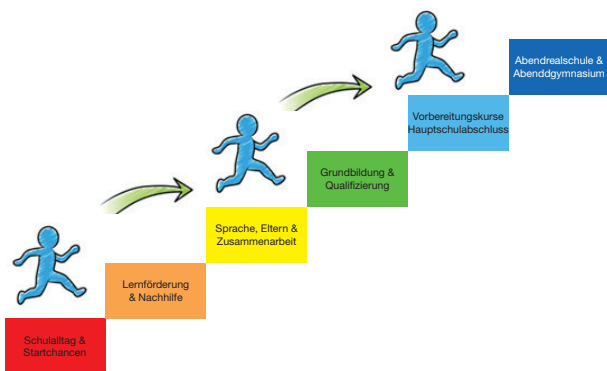 Abendrealschule &
Abenddgymnasium
Vorbereitungskurse
Hauptschulabschluss
Grundbildung &
Qualifizierung
Sprache, Eltern &
Zusammenarbeit
Lernförderung
& Nachhilfe
Schulalltag &
Startchancen